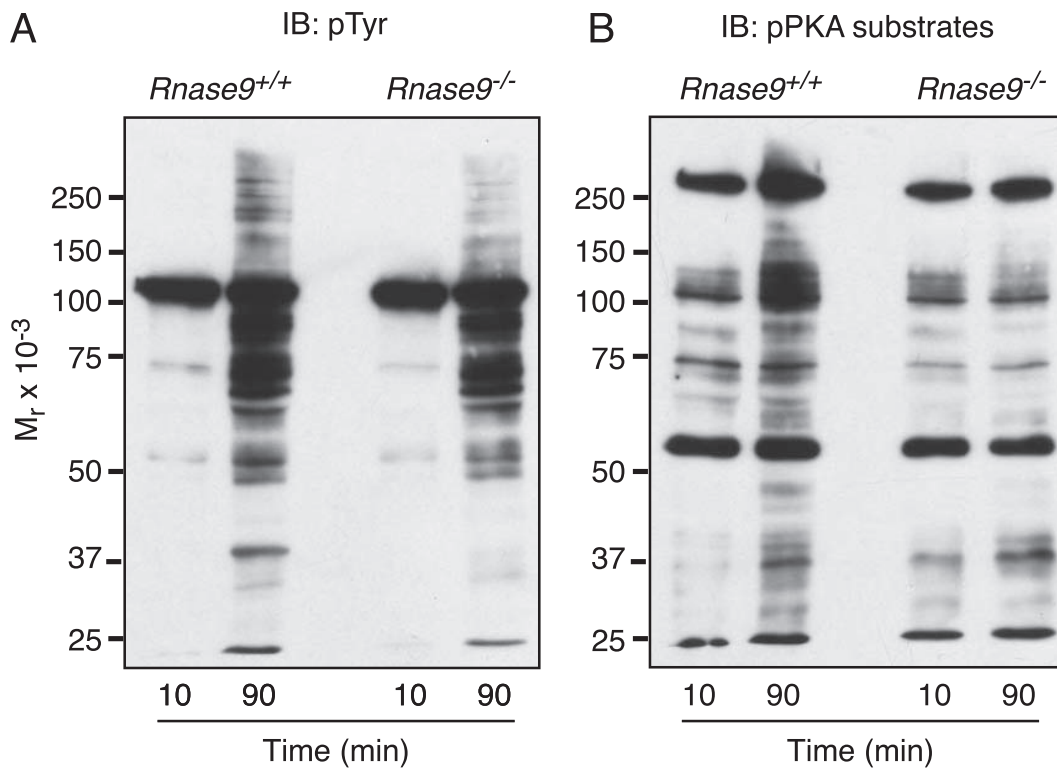 A
IB: pTyr
Rnase9+/+
Rnase9-/-
Mr x 10-3
250
150
100
75
50
37
25
10 90 10 90
Time (min)
B
IB: pPKA substrates
Rnase9+/+
Rnase9-/-
250
150
100
75
50
37
25
10 90 10 90
Time (min)